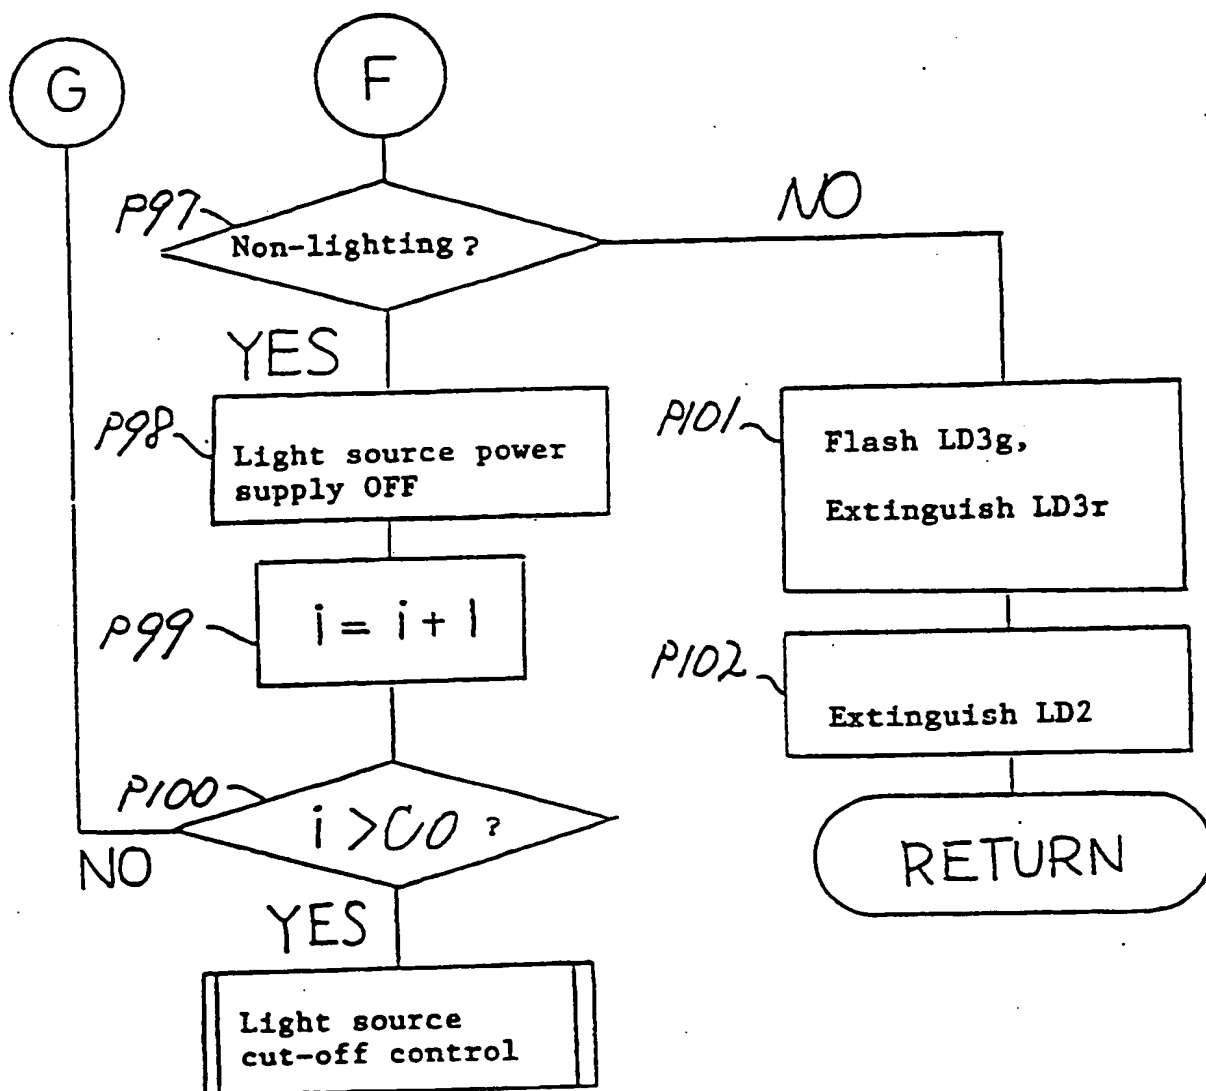 G
F
P97
Non-lighting ?
NO
YES
P98
Light source power
supply OFF
P99
i = i + 1
P100
i > C0 ?
NO
YES
Light source
cut-off control
P101
Flash LD3g,
Extinguish LD3r
P102
Extinguish LD2
RETURN